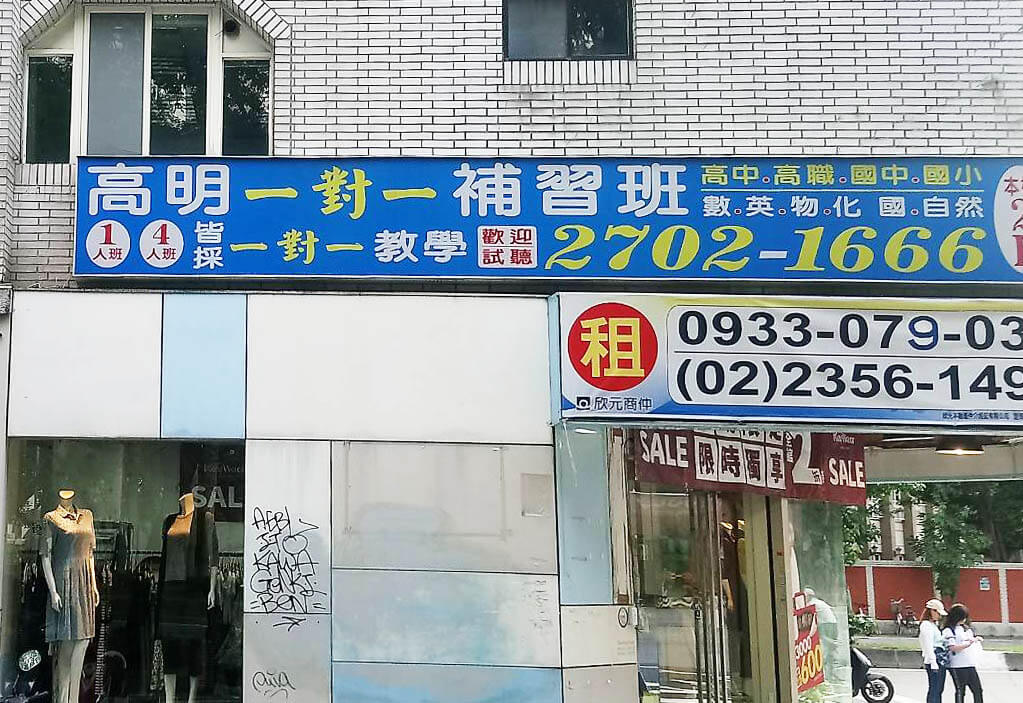 高明一對一補習班
高中.高職.國中.國小
數.英.物.化 國.自然
1人班 4人班
皆採一對一教學
歡迎試聽
2702-1666
租
0933-079-03
(02)2356-149
欣元商仲
SALE 限時獨享 2 SALE
SAL
600